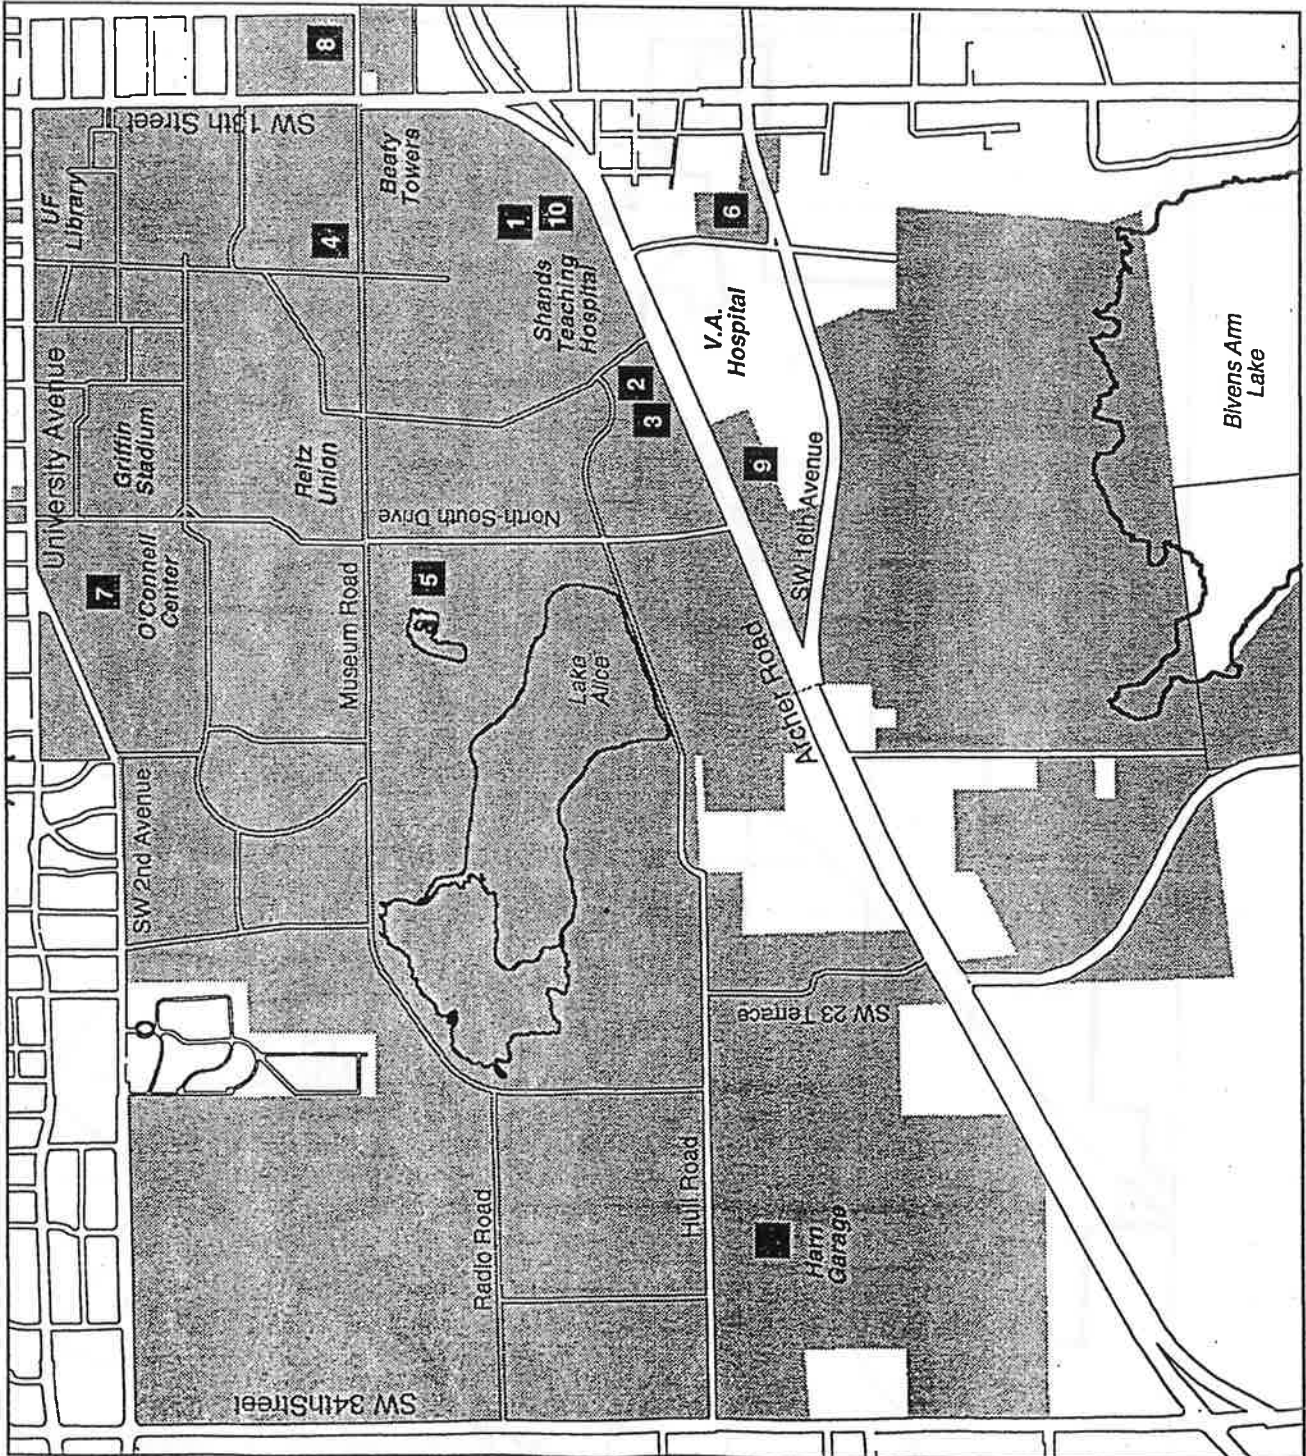 University Avenue
SW 13th Street
UF
Library
8
4
Beaty
Towers
1
10
Shands
Teaching
Hospital
6
V.A.
Hospital
2
3
9
Griffin
Stadium
Reitz
Union
North-South Drive
7
O'Connell
Center
Museum Road
5
Lake
Alice
SW 16th Avenue
Archer Road
Bivens Arm
Lake
SW 2nd Avenue
SW 23 Terrace
Radio Road
Hull Road
Harn
Garage
SW 34thStreet